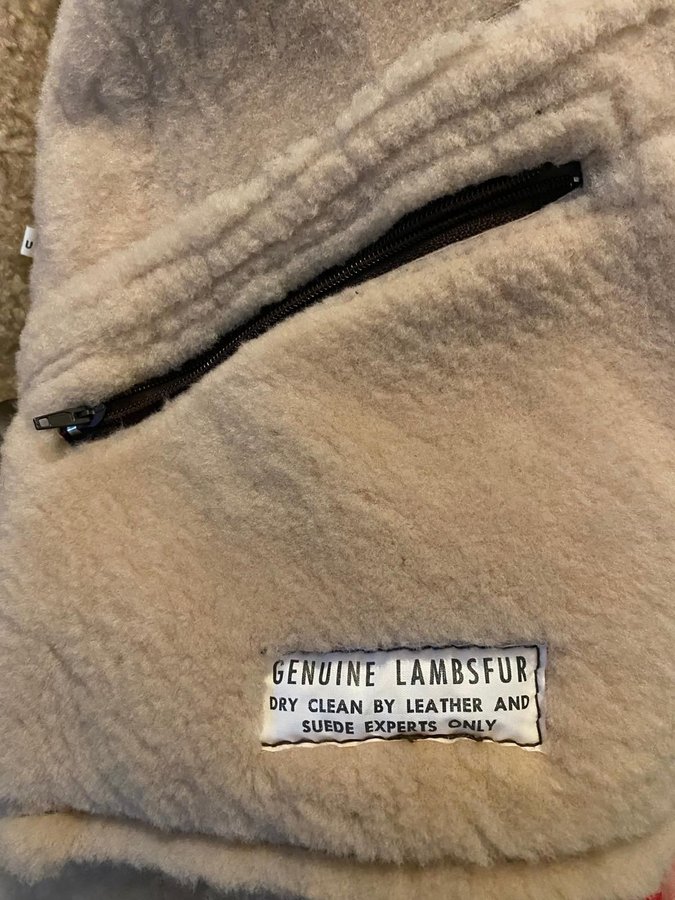 U
GENUINE LAMBSFUR
DRY CLEAN BY LEATHER AND
SUEDE EXPERTS ONLY